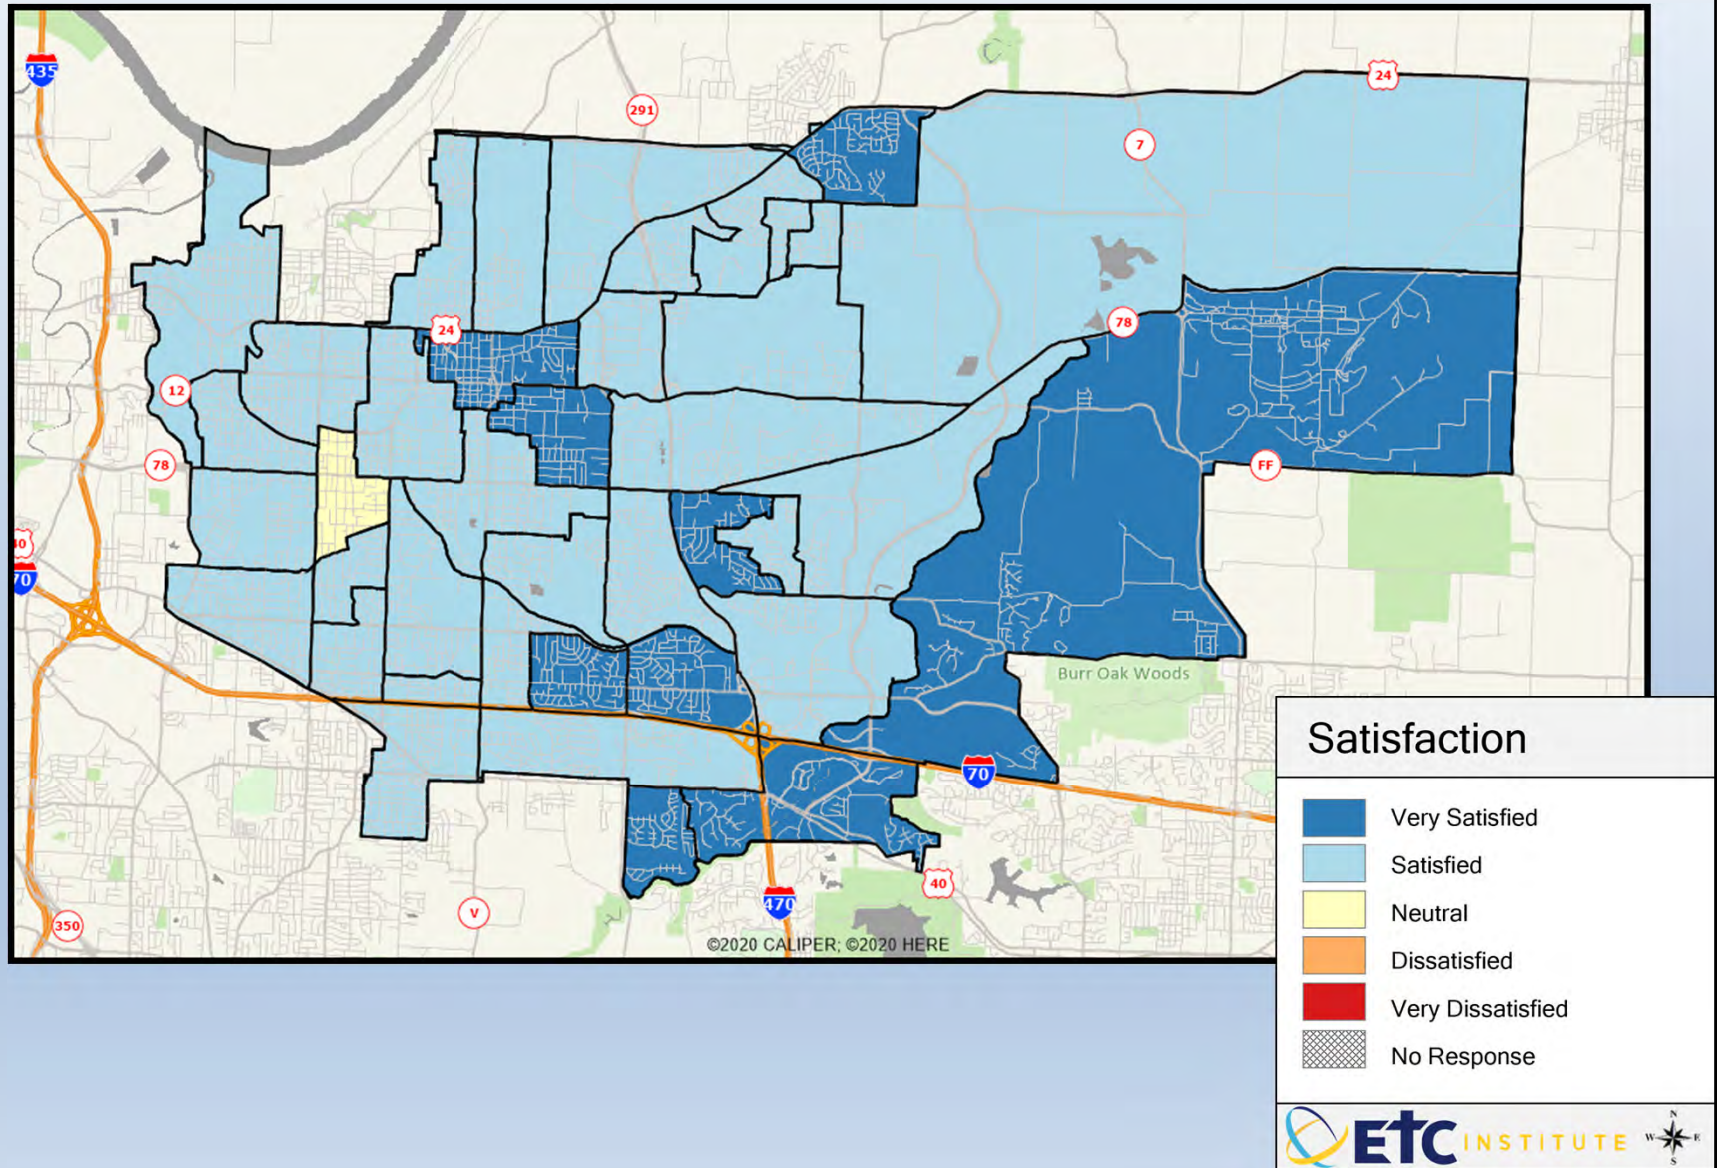 435
24
291
7
24
78
12
78
FF
40
70
Burr Oak Woods
70
40
470
V
350
©2020 CALIPER; ©2020 HERE
Satisfaction
Very Satisfied
Satisfied
Neutral
Dissatisfied
Very Dissatisfied
No Response
ETC INSTITUTE
N
W E
S